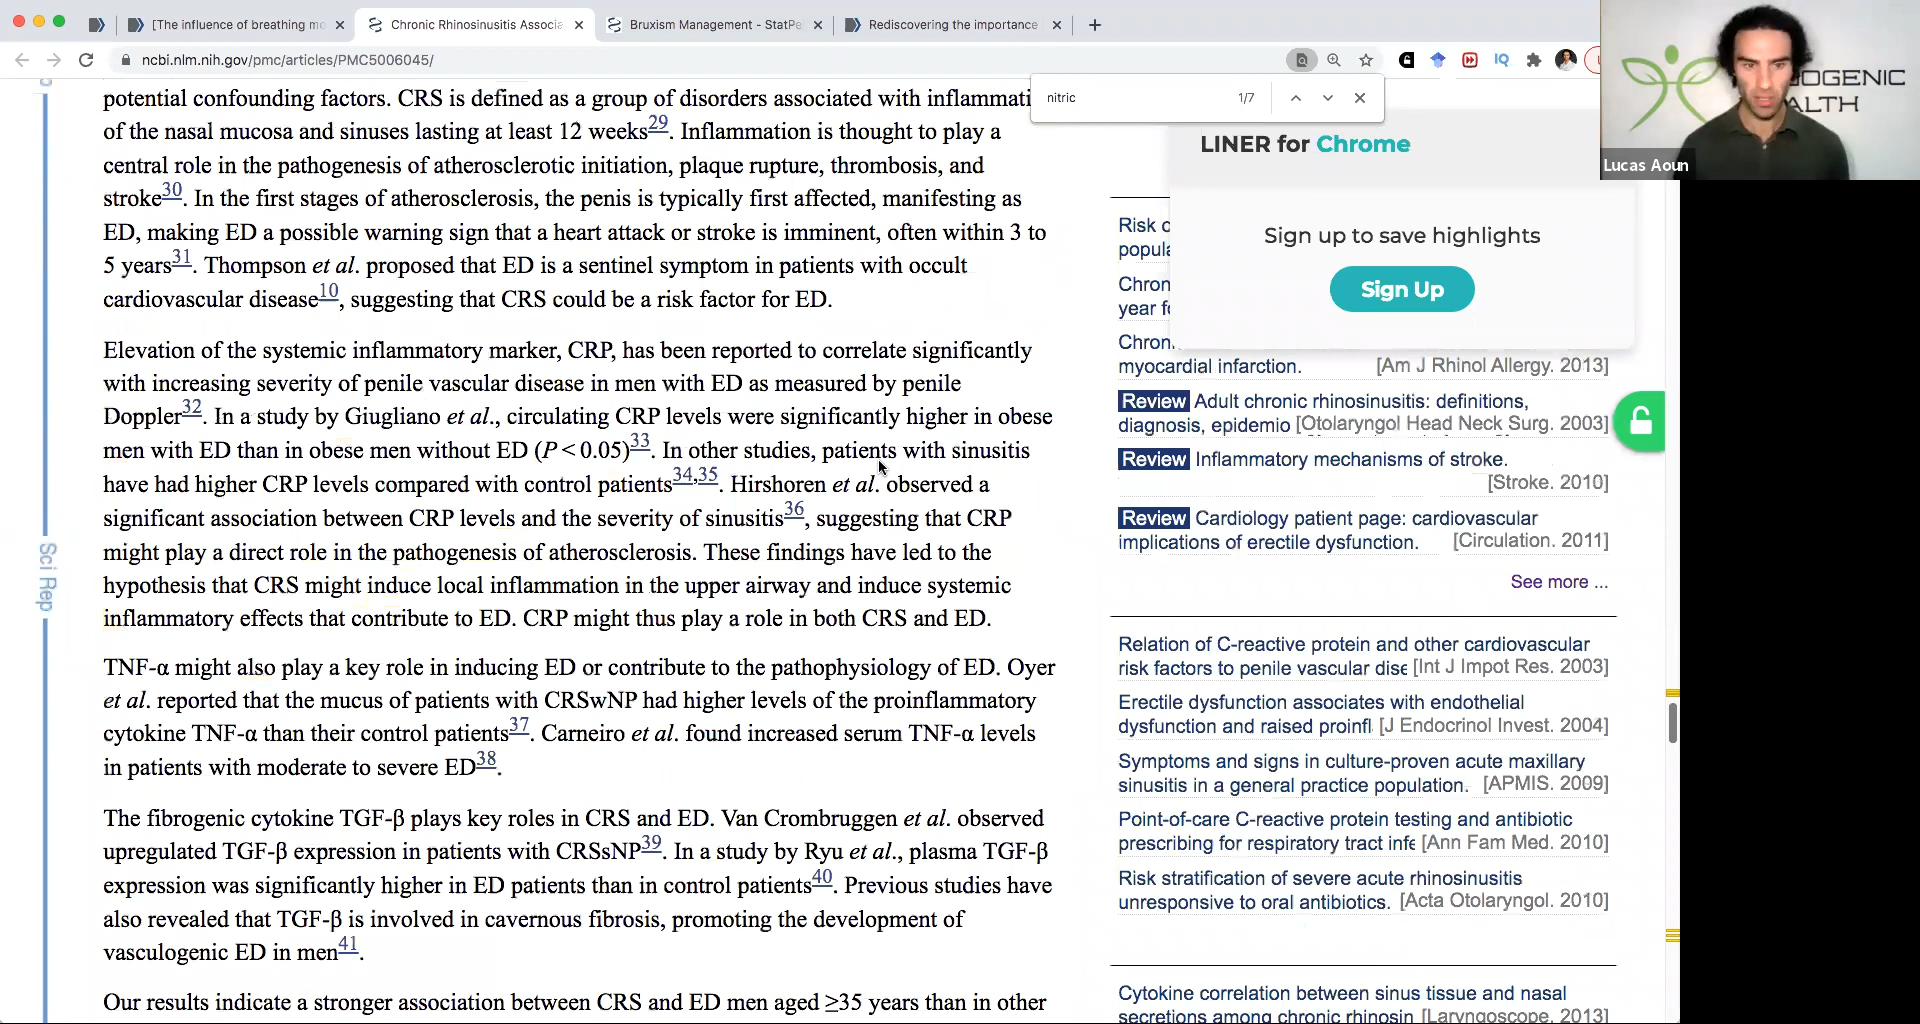 [The influence of breathing mo
Chronic Rhinosinusitis Associa
Bruxism Management - StatPe
Rediscovering the importance
ncbi.nlm.nih.gov/pmc/articles/PMC5006045/
IQ
nitric
1/7
OGENIC
ALTH
Lucas Aoun
LINER for Chrome
Sign up to save highlights
Sign Up
Sci Rep
potential confounding factors. CRS is defined as a group of disorders associated with inflammati
of the nasal mucosa and sinuses lasting at least 12 weeks29. Inflammation is thought to play a
central role in the pathogenesis of atherosclerotic initiation, plaque rupture, thrombosis, and
stroke30. In the first stages of atherosclerosis, the penis is typically first affected, manifesting as
ED, making ED a possible warning sign that a heart attack or stroke is imminent, often within 3 to
5 years31. Thompson et al. proposed that ED is a sentinel symptom in patients with occult
cardiovascular disease10, suggesting that CRS could be a risk factor for ED.
Elevation of the systemic inflammatory marker, CRP, has been reported to correlate significantly
with increasing severity of penile vascular disease in men with ED as measured by penile
Doppler32. In a study by Giugliano et al., circulating CRP levels were significantly higher in obese
men with ED than in obese men without ED (P < 0.05)33. In other studies, patients with sinusitis
have had higher CRP levels compared with control patients34,35. Hirshoren et al. observed a
significant association between CRP levels and the severity of sinusitis36, suggesting that CRP
might play a direct role in the pathogenesis of atherosclerosis. These findings have led to the
hypothesis that CRS might induce local inflammation in the upper airway and induce systemic
inflammatory effects that contribute to ED. CRP might thus play a role in both CRS and ED.
TNF-α might also play a key role in inducing ED or contribute to the pathophysiology of ED. Oyer
et al. reported that the mucus of patients with CRSwNP had higher levels of the proinflammatory
cytokine TNF-α than their control patients37. Carneiro et al. found increased serum TNF-α levels
in patients with moderate to severe ED38.
The fibrogenic cytokine TGF-β plays key roles in CRS and ED. Van Crombruggen et al. observed
upregulated TGF-β expression in patients with CRSsNP39. In a study by Ryu et al., plasma TGF-β
expression was significantly higher in ED patients than in control patients40. Previous studies have
also revealed that TGF-β is involved in cavernous fibrosis, promoting the development of
vasculogenic ED in men41.
Our results indicate a stronger association between CRS and ED men aged ≥35 years than in other
Risk o
popula
Chron
year fo
Chron
myocardial infarction. [Am J Rhinol Allergy. 2013]
Review Adult chronic rhinosinusitis: definitions,
diagnosis, epidemio [Otolaryngol Head Neck Surg. 2003]
Review Inflammatory mechanisms of stroke.
[Stroke. 2010]
Review Cardiology patient page: cardiovascular
implications of erectile dysfunction. [Circulation. 2011]
See more ...
Relation of C-reactive protein and other cardiovascular
risk factors to penile vascular dise [Int J Impot Res. 2003]
Erectile dysfunction associates with endothelial
dysfunction and raised proinfl [J Endocrinol Invest. 2004]
Symptoms and signs in culture-proven acute maxillary
sinusitis in a general practice population. [APMIS. 2009]
Point-of-care C-reactive protein testing and antibiotic
prescribing for respiratory tract infe [Ann Fam Med. 2010]
Risk stratification of severe acute rhinosinusitis
unresponsive to oral antibiotics. [Acta Otolaryngol. 2010]
Cytokine correlation between sinus tissue and nasal
secretions among chronic rhinosin [Laryngoscope. 2013]